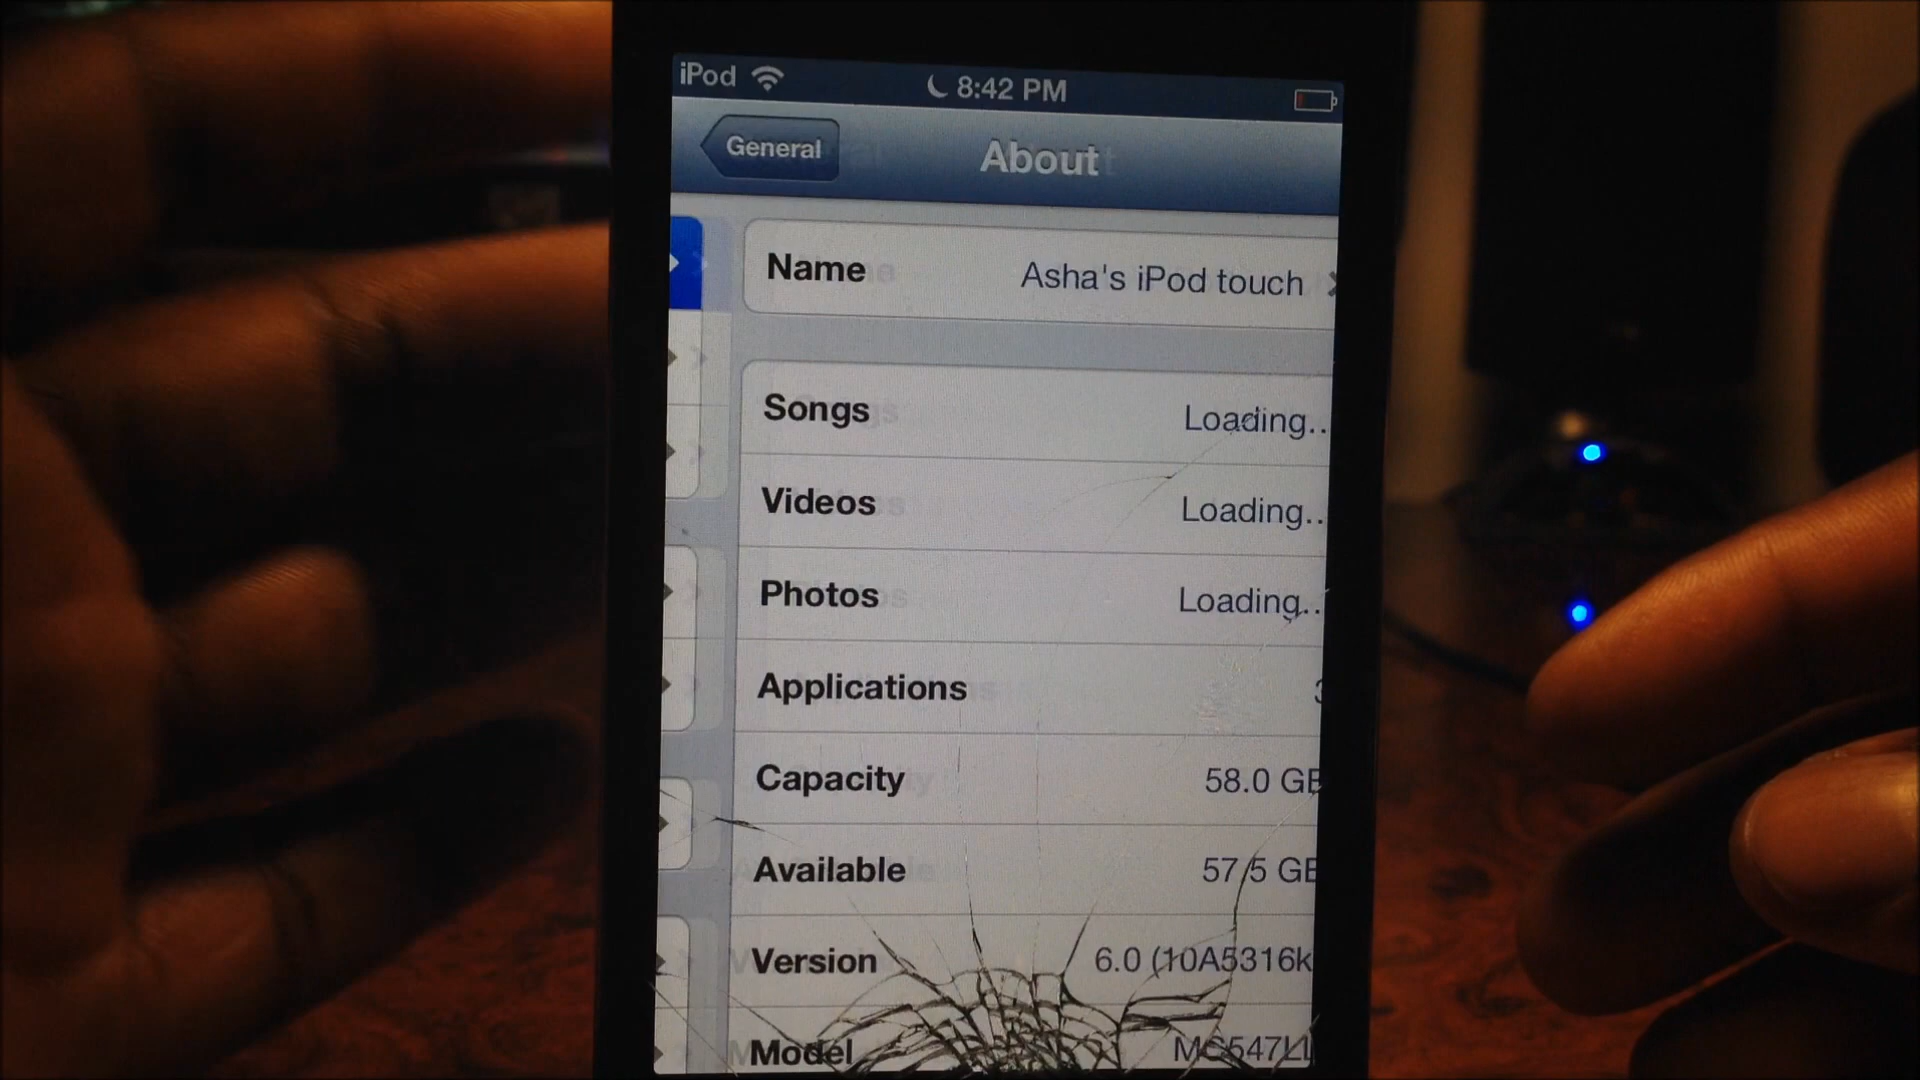 iPod 8:42 PM
General About
Name Asha's iPod touch
Songs Loading..
Videos Loading..
Photos Loading..
Applications
Capacity 58.0 GB
Available 57.5 GB
Version 6.0 (10A5316k
Model MC547LL